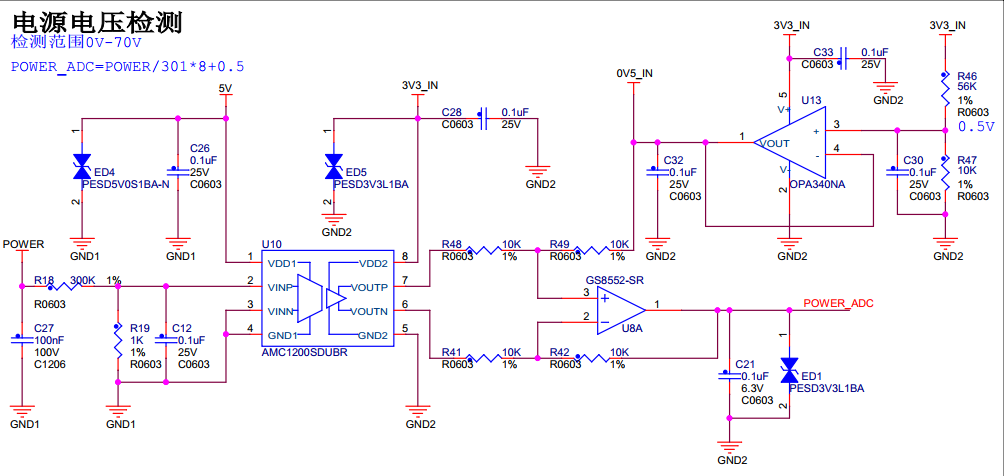 电源电压检测
检测范围0V-70V
POWER_ADC=POWER/301*8+0.5
5V
3V3_IN
0V5_IN
3V3_IN
3V3_IN
C33
C0603
0.1uF
25V
GND2
R46
56K
1%
R0603
0.5V
U13
5
V+
+
3
-
4
1
VOUT
V-
2
OPA340NA
C30
0.1uF
25V
C0603
R47
10K
1%
R0603
GND2
GND2
1
ED4
PESD5V0S1BA-N
2
GND1
C26
0.1uF
25V
C0603
GND1
1
ED5
PESD3V3L1BA
2
GND2
C28
C0603
0.1uF
25V
GND2
C32
0.1uF
25V
C0603
GND2
POWER
R18
300K
1%
R0603
C27
100nF
100V
C1206
GND1
R19
1K
1%
R0603
GND1
C12
0.1uF
25V
C0603
U10
1
VDD1
VDD2
8
2
VINP
VOUTP
7
3
VINN
VOUTN
6
4
GND1
GND2
5
AMC1200SDUBR
GND2
R48
10K
R0603
1%
R49
10K
R0603
1%
R41
10K
R0603
1%
R42
10K
R0603
1%
GS8552-SR
3
+
2
-
1
U8A
POWER_ADC
C21
0.1uF
6.3V
C0603
1
ED1
PESD3V3L1BA
2
GND2